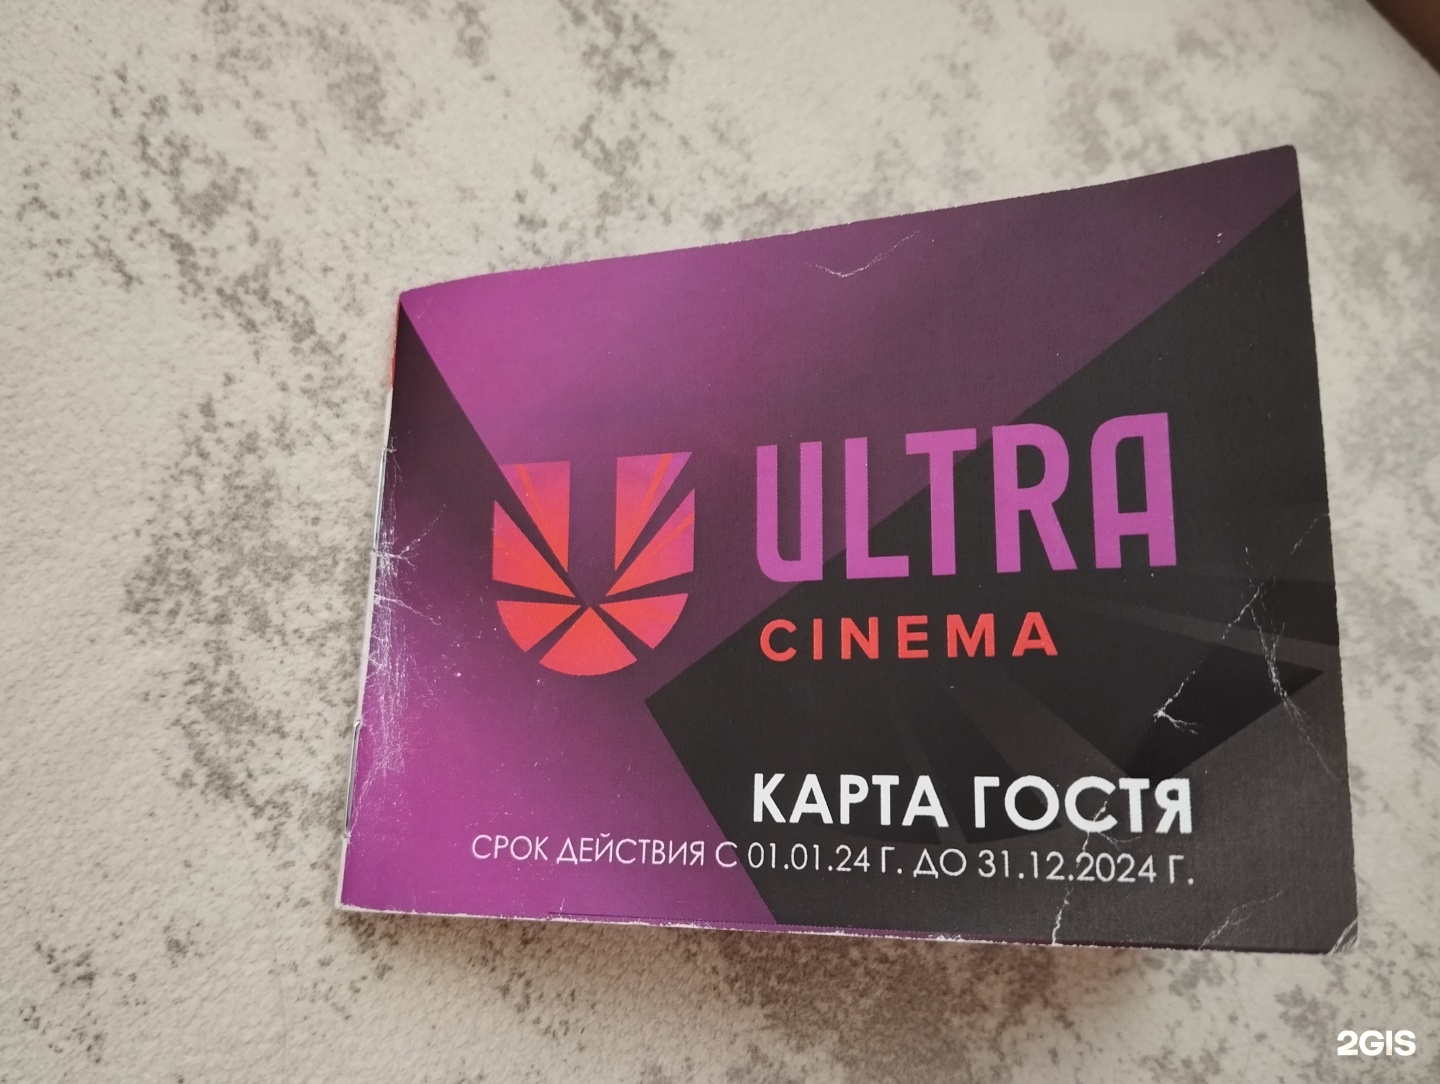 ULTRA
CINEMA
КАРТА ГОСТЯ
СРОК ДЕЙСТВИЯ С 01.01.24 Г. ДО 31.12.2024 Г.
2GIS